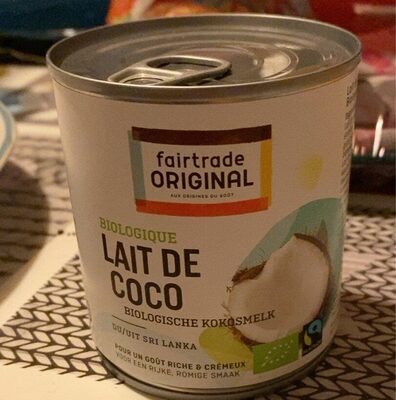 fairtrade
ORIGINAL
AUX ORIGINES DU GOÛT
BIOLOGIQUE
LAIT DE
COCO
BIOLOGISCHE KOKOSMELK
DU/UIT SRI LANKA
POUR UN GOÛT RICHE & CRÉMEUX
VOOR EEN RIJKE, ROMIGE SMAAK